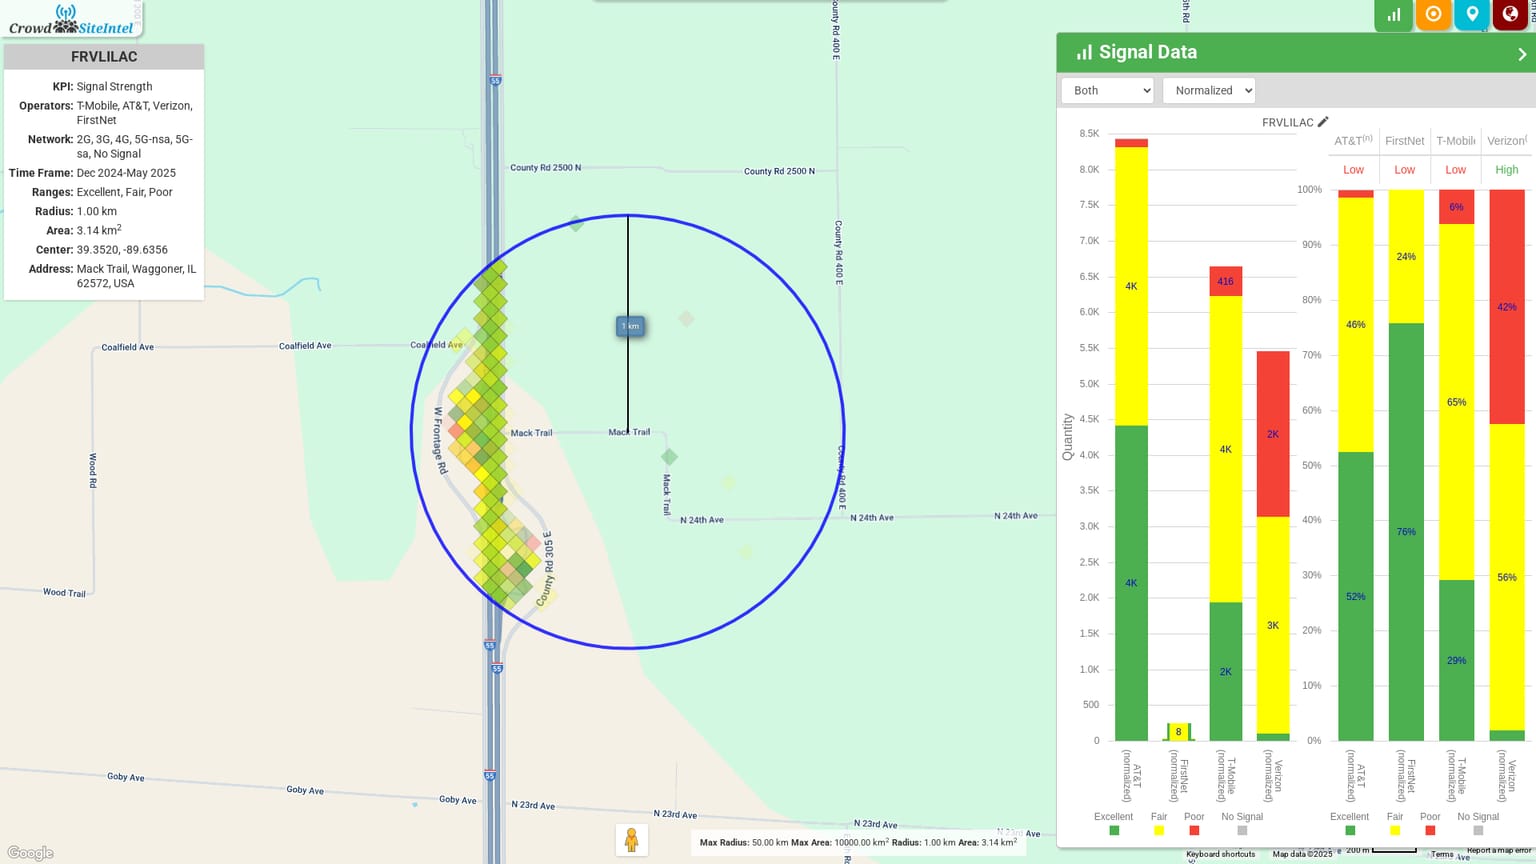 Crowd SiteIntel
FRVLILAC
KPI: Signal Strength
Operators: T-Mobile, AT&T, Verizon,
FirstNet
Network: 2G, 3G, 4G, 5G-nsa, 5G-
sa, No Signal
Time Frame: Dec 2024-May 2025
Ranges: Excellent, Fair, Poor
Radius: 1.00 km
Area: 3.14 km²
Center: 39.3520, -89.6356
Address: Mack Trail, Waggoner, IL
62572, USA
55
County Rd 2500 N
County Rd 2500 N
County Rd 400 E
County Rd 400 E
County Rd 400 E
1 km
Coalfield Ave
Coalfield Ave
Coalfield Ave
W Frontage Rd
Mack Trail
Mack Trail
Mack Trail
Wood Rd
N 24th Ave
N 24th Ave
N 24th Ave
County Rd 305 E
Wood Trail
55
55
55
Goby Ave
Goby Ave
Goby Ave
N 23rd Ave
N 23rd Ave
N 23rd Ave
N 23rd Ave
Google
Max Radius: 50.00 km Max Area: 10000.00 km² Radius: 1.00 km Area: 3.14 km²
Signal Data
Both
Normalized
FRVLILAC
8.5K
8.0K
7.5K
7.0K
6.5K
6.0K
5.5K
5.0K
4.5K
4.0K
3.5K
3.0K
2.5K
2.0K
1.5K
1.0K
500
0
Quantity
4K
4K
8
416
4K
2K
2K
3K
AT&T (normalized)
FirstNet (normalized)
T-Mobile (normalized)
Verizon (normalized)
Excellent Fair Poor No Signal
AT&T(n) FirstNet T-Mobile Verizon(
Low Low Low High
100%
90%
80%
70%
60%
50%
40%
30%
20%
10%
0%
46%
52%
24%
76%
6%
65%
29%
42%
56%
AT&T (normalized)
FirstNet (normalized)
T-Mobile (normalized)
Verizon (normalized)
Excellent Fair Poor No Signal
Keyboard shortcuts Map data ©2025 200 m Terms Report a map error